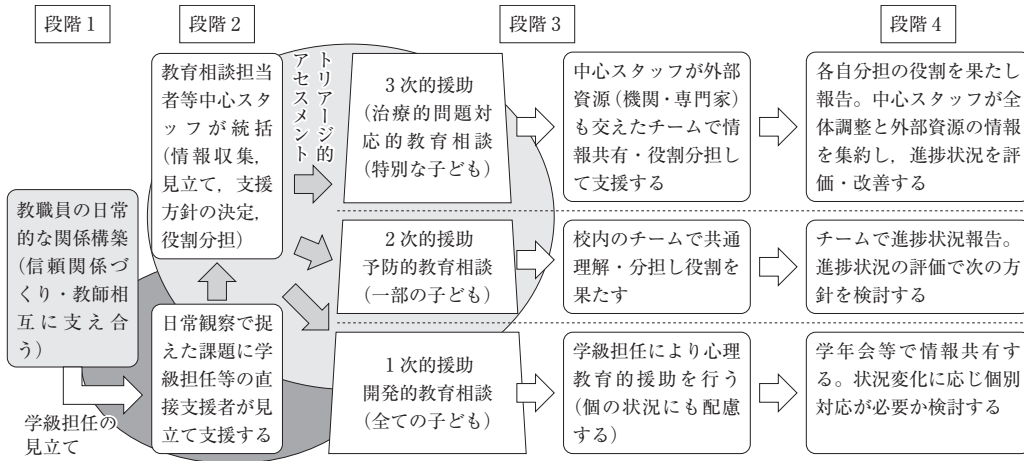 段階1
段階2
段階3
段階4
教職員の日常
的な関係構築
(信頼関係づ
くり・教師相
互に支え合
う)
学級担任の
見立て
教育相談担当
者等中心スタ
ッフが統括
(情報収集，
見立て，支援
方針の決定，
役割分担)
日常観察で捉
えた課題に学
級担任等の直
接支援者が見
立て支援する
トリアージ的
アセスメント
3次的援助
(治療的問題対
応的教育相談
(特別な子ども)
中心スタッフが外部
資源(機関・専門家)
も交えたチームで情
報共有・役割分担し
て支援する
各自分担の役割を果たし
報告。中心スタッフが全
体調整と外部資源の情報
を集約し，進捗状況を評
価・改善する
2次的援助
予防的教育相談
(一部の子ども)
校内のチームで共通
理解・分担し役割を
果たす
チームで進捗状況報告。
進捗状況の評価で次の方
針を検討する
1次的援助
開発的教育相談
(全ての子ども)
学級担任により心理
教育的援助を行う
(個の状況にも配慮
する)
学年会等で情報共有す
る。状況変化に応じ個別
対応が必要か検討する